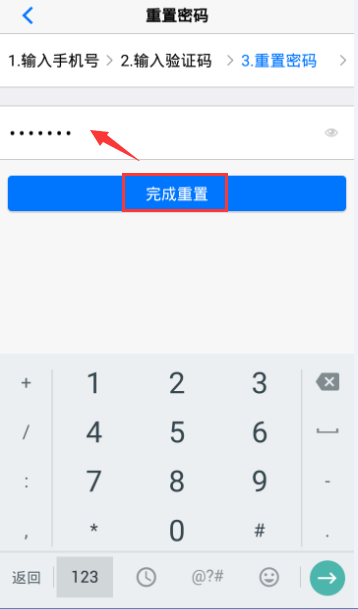 重置密码
1.输入手机号 > 2.输入验证码 > 3.重置密码 >
•••••••
完成重置
+ 1 2 3
/ 4 5 6
: 7 8 9 -
, * 0 # .
返回 123 @?#